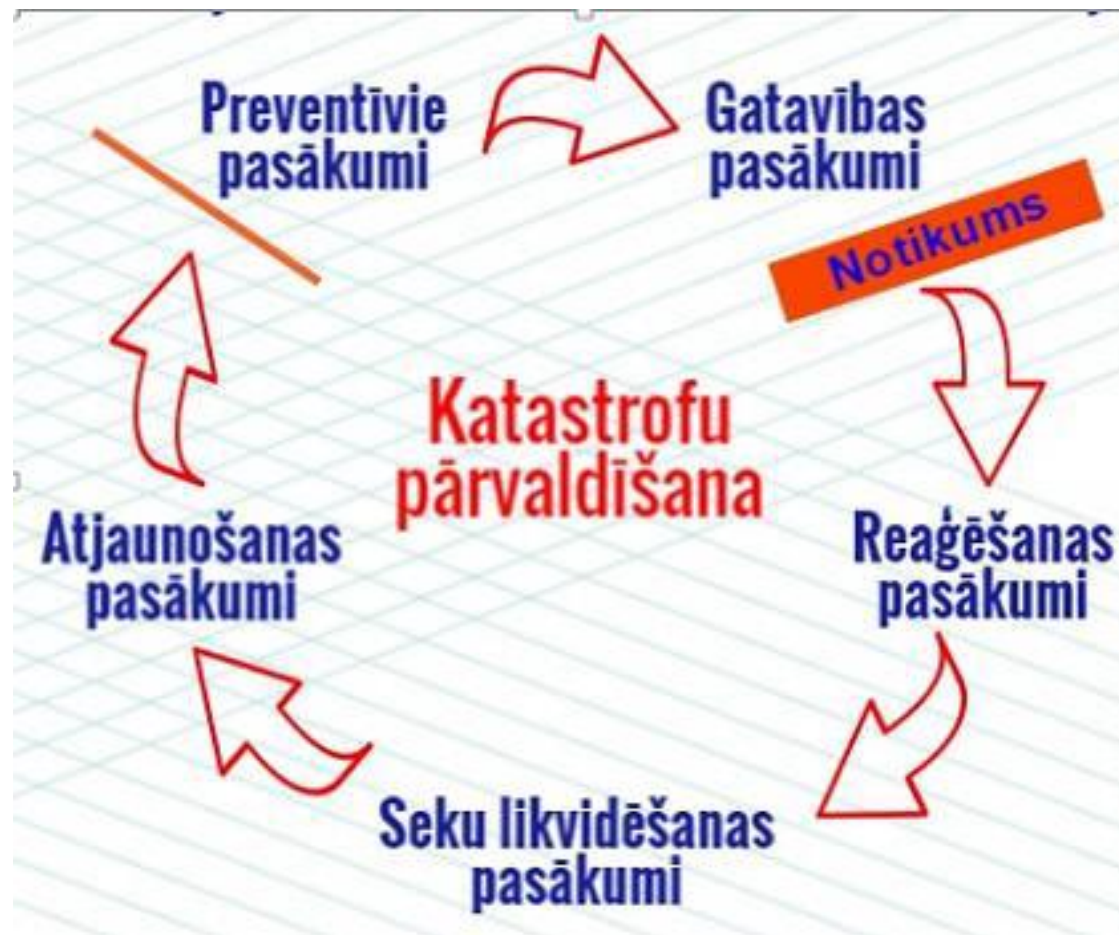 Preventīvie
pasākumi
Gatavības
pasākumi
Notikums
Katastrofu
pārvaldīšana
Reaģēšanas
pasākumi
Seku likvidēšanas
pasākumi
Atjaunošanas
pasākumi